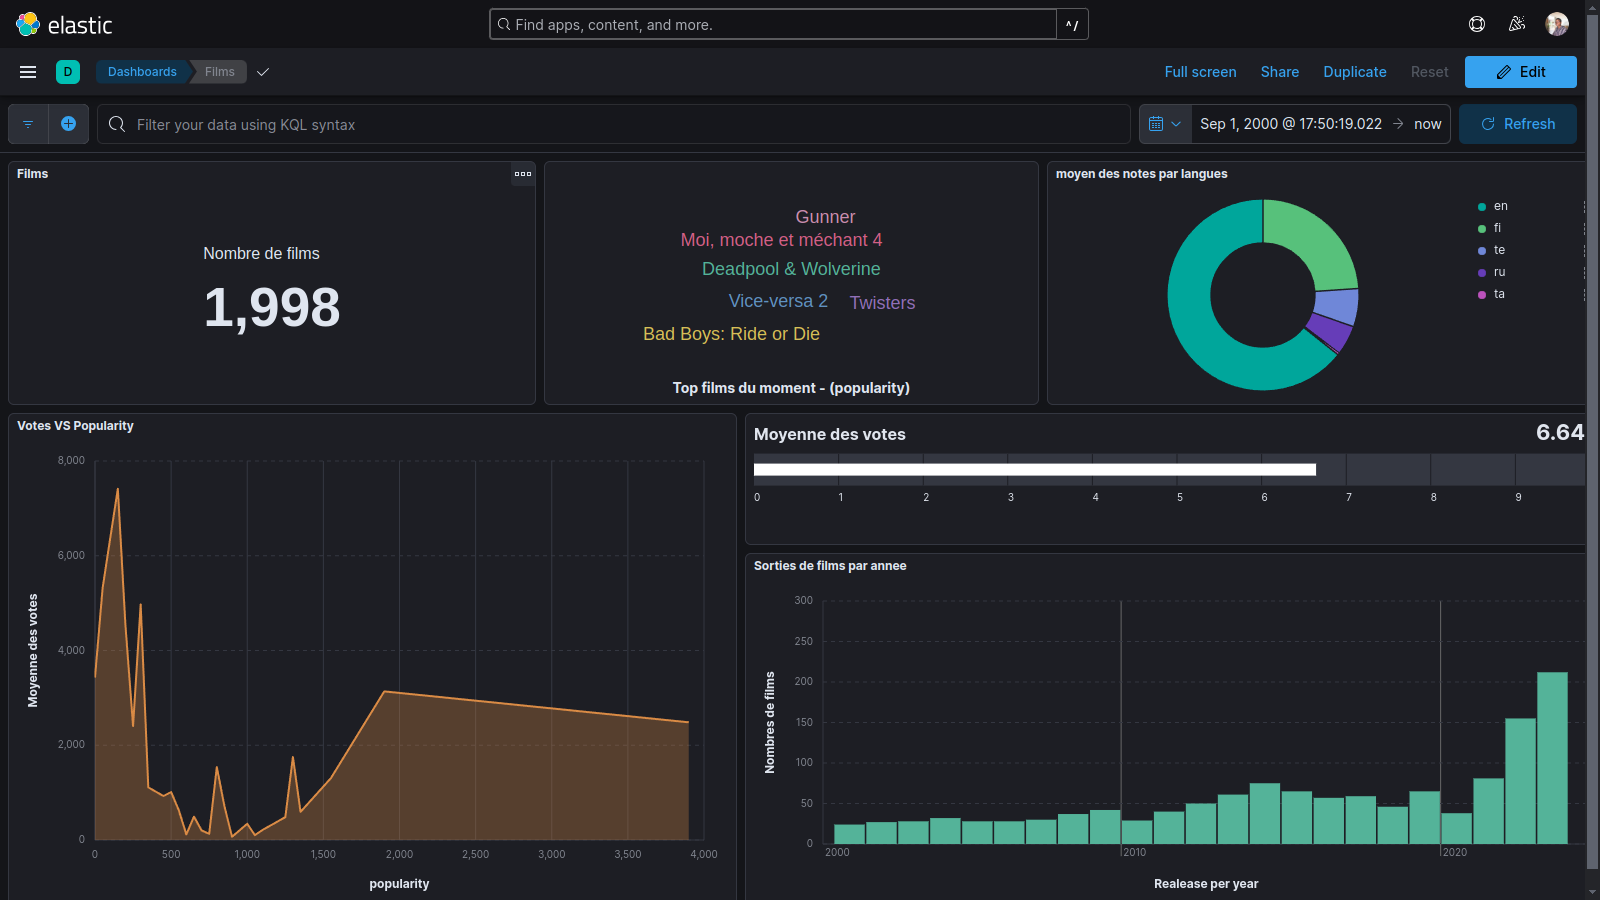 elastic
Find apps, content, and more.
^/
D
Dashboards
Films
Full screen
Share
Duplicate
Reset
Edit
Filter your data using KQL syntax
Sep 1, 2000 @ 17:50:19.022 → now
Refresh
Films
Nombre de films
1,998
Gunner
Moi, moche et méchant 4
Deadpool & Wolverine
Vice-versa 2
Twisters
Bad Boys: Ride or Die
Top films du moment - (popularity)
moyen des notes par langues
en
fi
te
ru
ta
Votes VS Popularity
8,000
6,000
4,000
2,000
0
Moyenne des votes
0 500 1,000 1,500 2,000 2,500 3,000 3,500 4,000
popularity
Moyenne des votes
6.64
0 1 2 3 4 5 6 7 8 9
Sorties de films par annee
300
250
200
150
100
50
0
Nombres de films
2000 2010 2020
Realease per year